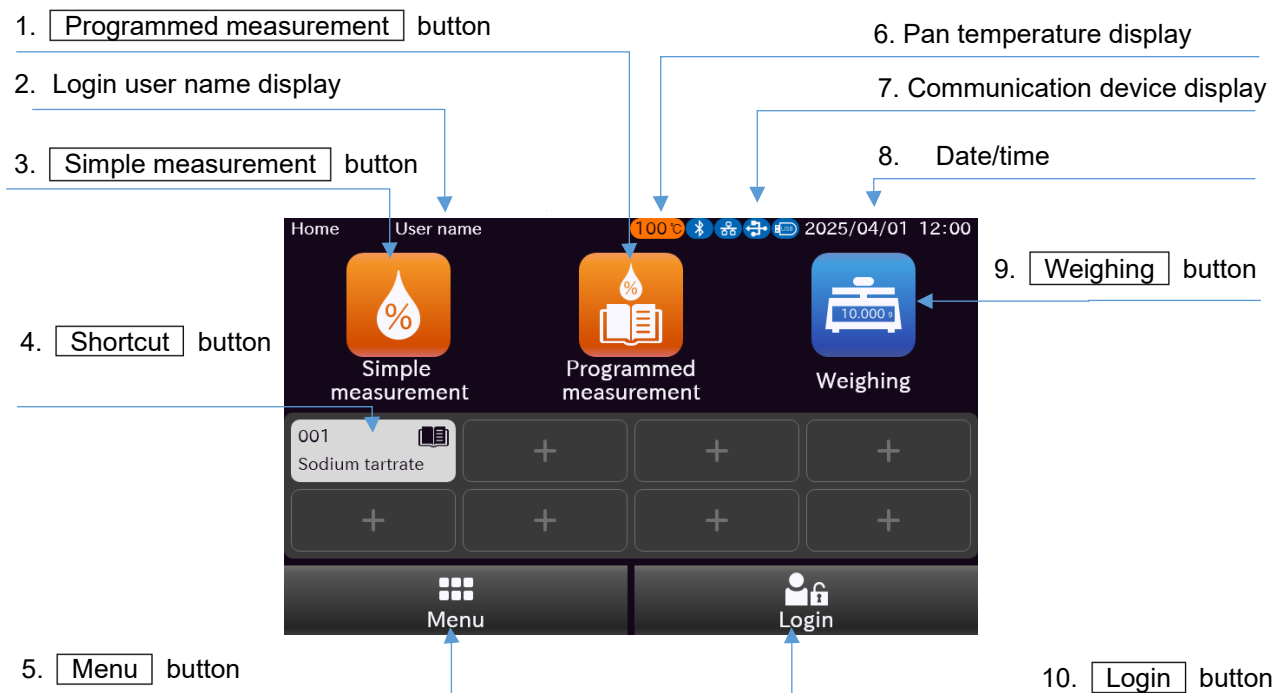 1. Programmed measurement button
2. Login user name display
3. Simple measurement button
4. Shortcut button
5. Menu button
6. Pan temperature display
7. Communication device display
8. Date/time
9. Weighing button
10. Login button
Home User name 100℃ USB 2025/04/01 12:00
%
%
10.000 g
Simple
measurement
Programmed
measurement
Weighing
001
Sodium tartrate
+ + +
+ + + +
Menu
Login